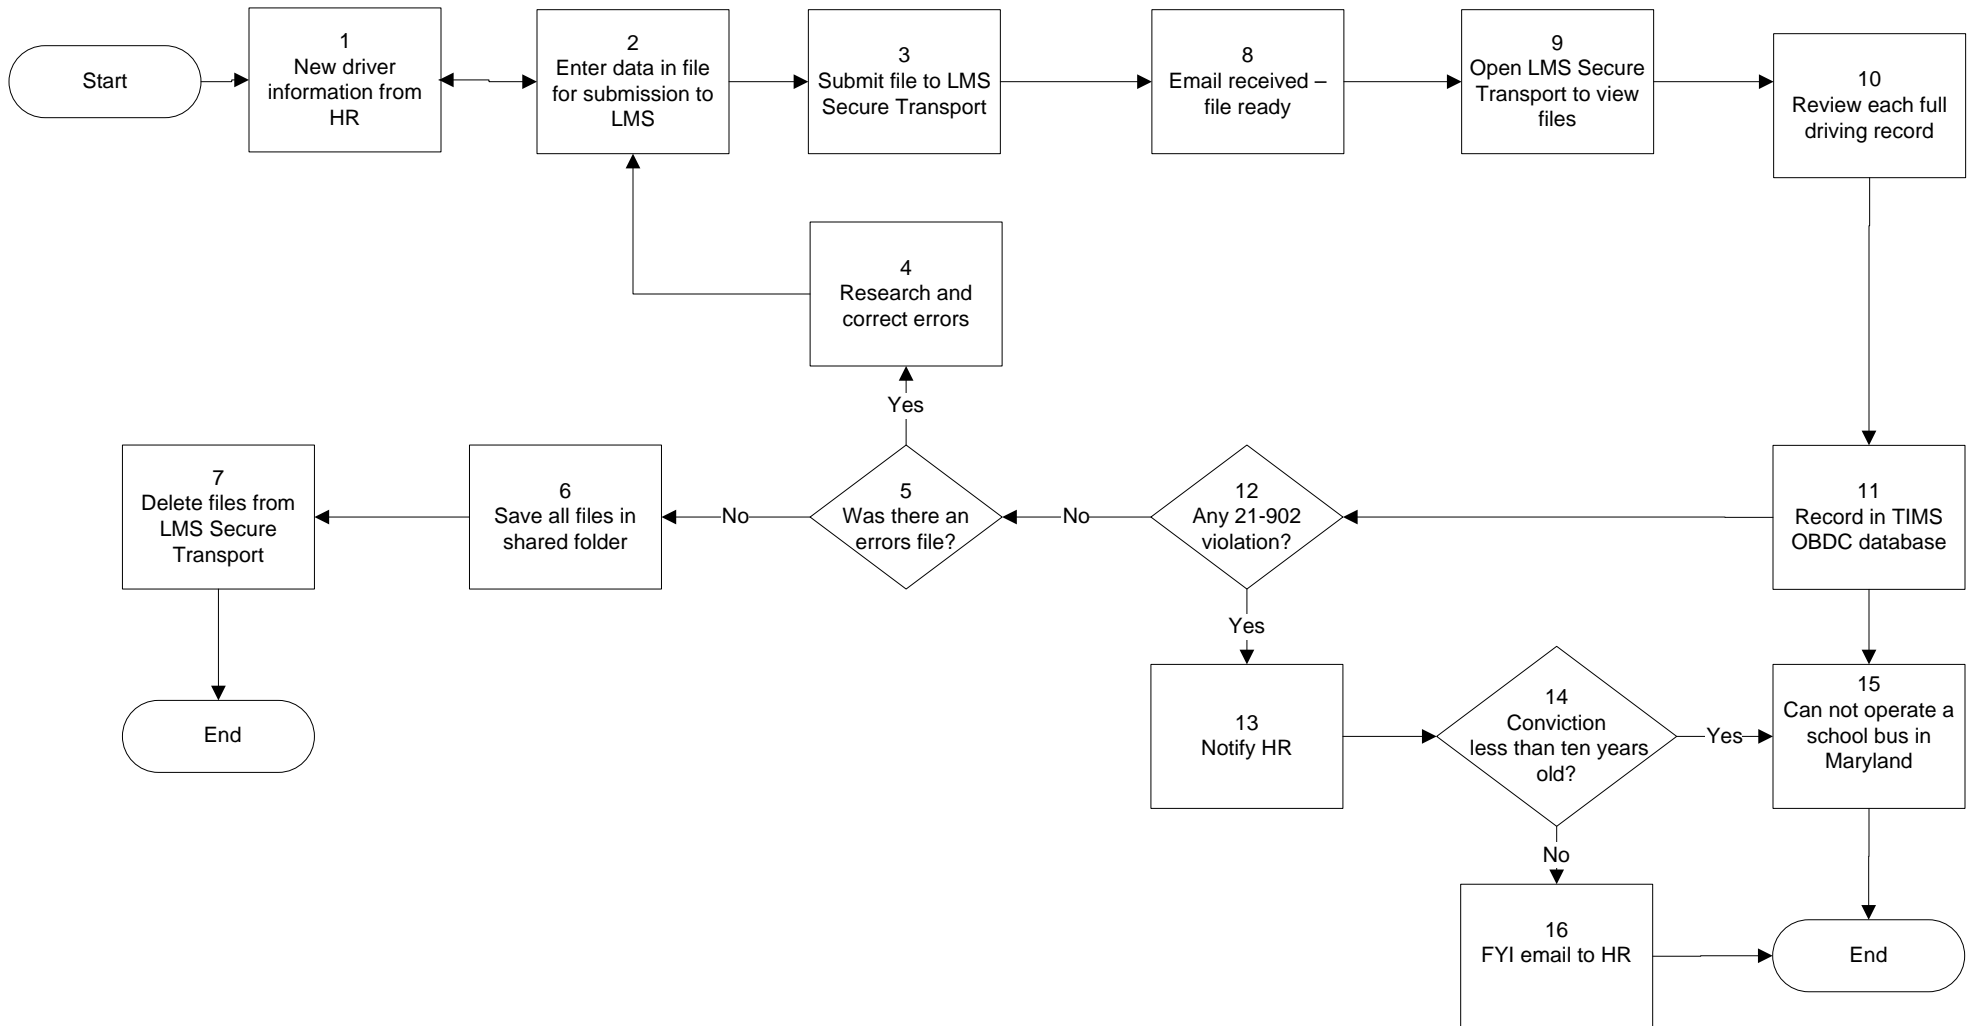 Start
1
New driver
information from
HR
2
Enter data in file
for submission to
LMS
3
Submit file to LMS
Secure Transport
8
Email received –
file ready
9
Open LMS Secure
Transport to view
files
10
Review each full
driving record
4
Research and
correct errors
Yes
7
Delete files from
LMS Secure
Transport
6
Save all files in
shared folder
No
5
Was there an
errors file?
No
12
Any 21-902
violation?
11
Record in TIMS
OBDC database
Yes
End
13
Notify HR
14
Conviction
less than ten years
old?
Yes
15
Can not operate a
school bus in
Maryland
No
16
FYI email to HR
End